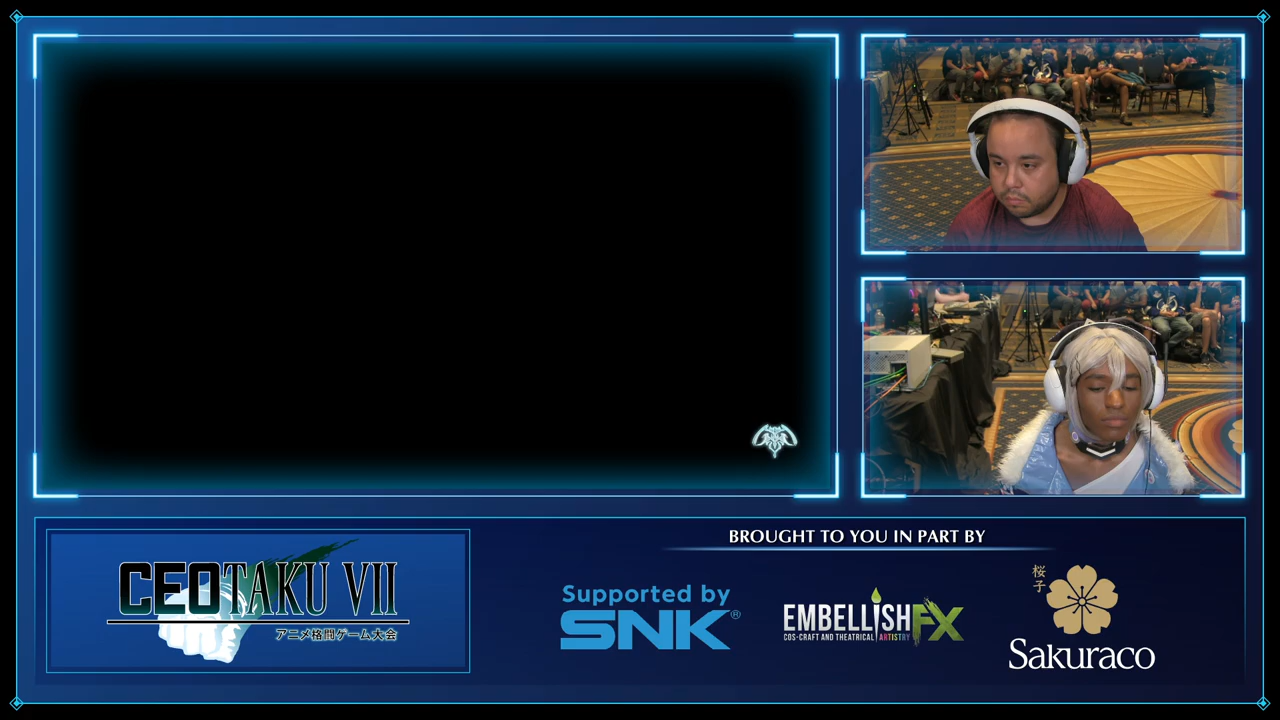 BROUGHT TO YOU IN PART BY
CEOTAKU VII
アニメ格闘ゲーム大会
Supported by
SNK®
EMBELLISHFX
COS-CRAFT AND THEATRICAL ARTISTRY
桜子
Sakuraco